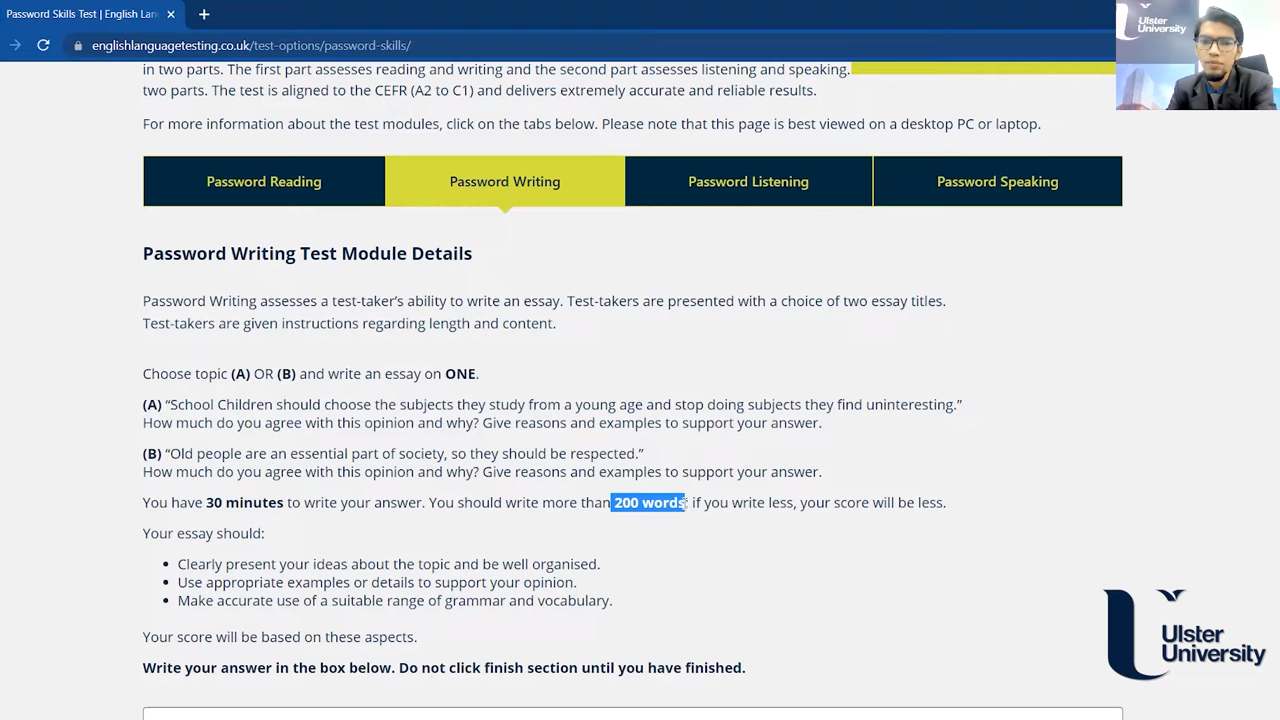 Password Skills Test | English Lan
englishlanguagetesting.co.uk/test-options/password-skills/
Ulster
University
in two parts. The first part assesses reading and writing and the second part assesses listening and speaking.
two parts. The test is aligned to the CEFR (A2 to C1) and delivers extremely accurate and reliable results.
For more information about the test modules, click on the tabs below. Please note that this page is best viewed on a desktop PC or laptop.
Password Reading
Password Writing
Password Listening
Password Speaking
Password Writing Test Module Details
Password Writing assesses a test-taker's ability to write an essay. Test-takers are presented with a choice of two essay titles.
Test-takers are given instructions regarding length and content.
Choose topic (A) OR (B) and write an essay on ONE.
(A) “School Children should choose the subjects they study from a young age and stop doing subjects they find uninteresting.”
How much do you agree with this opinion and why? Give reasons and examples to support your answer.
(B) “Old people are an essential part of society, so they should be respected.”
How much do you agree with this opinion and why? Give reasons and examples to support your answer.
You have 30 minutes to write your answer. You should write more than 200 words; if you write less, your score will be less.
Your essay should:
• Clearly present your ideas about the topic and be well organised.
• Use appropriate examples or details to support your opinion.
• Make accurate use of a suitable range of grammar and vocabulary.
Your score will be based on these aspects.
Write your answer in the box below. Do not click finish section until you have finished.
Ulster
University